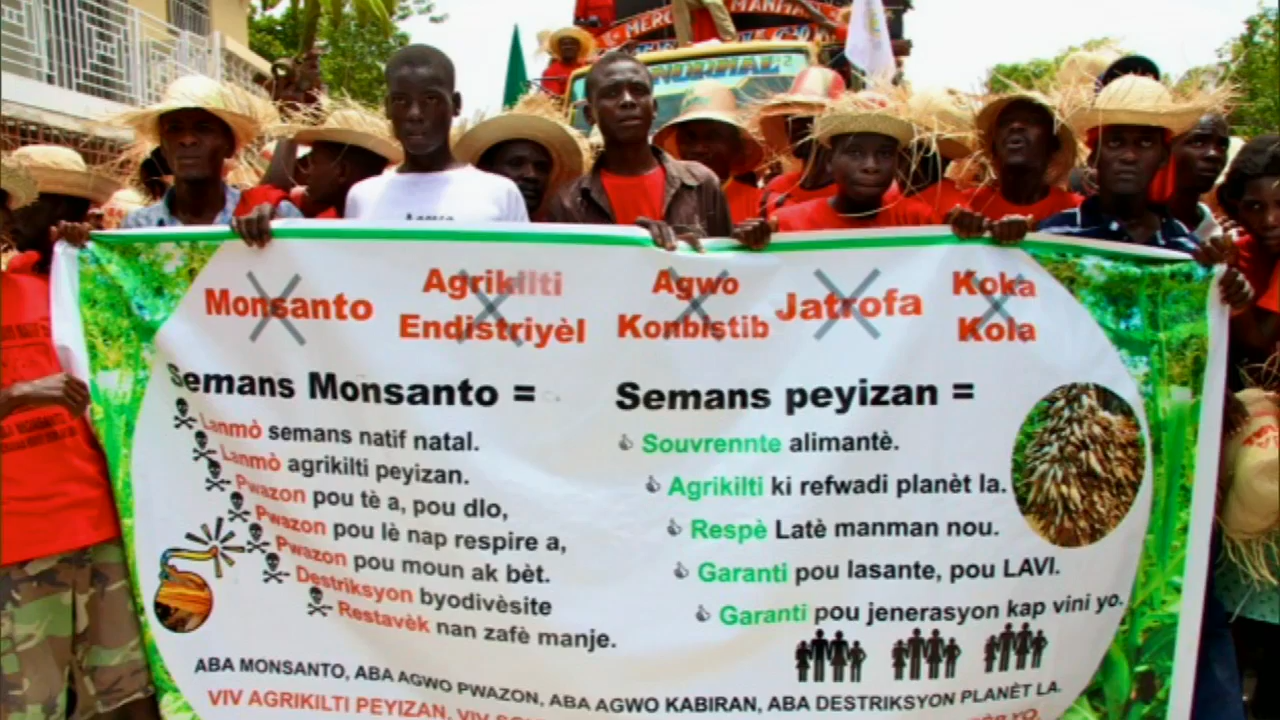 MERCI MANMAN
NORMAL
Monsanto
Agrikilti
Endistriyèl
Agwo
Konbistib
Jatrofa
Koka
Kola
Semans Monsanto =
Lanmò semans natif natal.
Lanmò agrikilti peyizan.
Pwazon pou tè a, pou dlo,
Pwazon pou lè nap respire a,
Pwazon pou moun ak bèt.
Destriksyon byodivèsite
Restavèk nan zafè manje.
Semans peyizan =
Souvrennte alimantè.
Agrikilti ki refwadi planèt la.
Respè Latè manman nou.
Garanti pou lasante, pou LAVI.
Garanti pou jenerasyon kap vini yo.
ABA MONSANTO, ABA AGWO PWAZON, ABA AGWO KABIRAN, ABA DESTRIKSYON PLANÈT LA.
VIV AGRIKILTI PEYIZAN, VIV